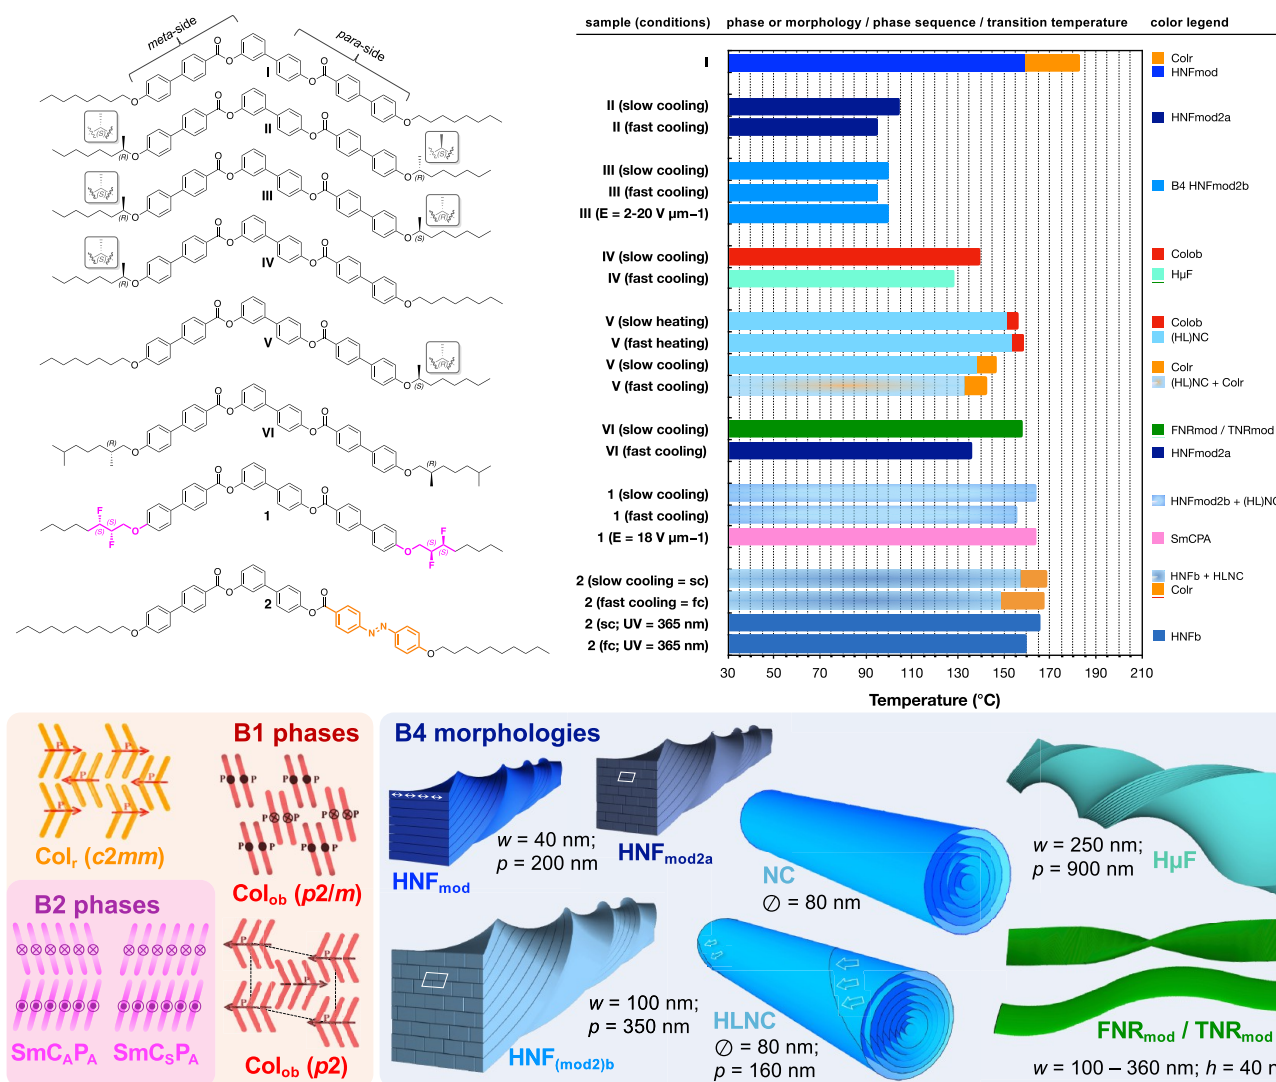 meta-side
para-side
O
O
I
O
O
O
O
(S)
O
O
II
(S)
(R)
O
O
O
O
(R)
(S)
O
O
III
(R)
(R)
O
O
O
O
(S)
(S)
O
O
IV
(R)
O
O
O
O
O
O
V
(R)
O
O
O
O
(S)
O
O
VI
(R)
O
O
O
O
(R)
O
O
1
F
(S)
(S)
F
O
O
O
O
(S)
(S)
F
F
O
O
2
O
O
O
N
N
O
sample (conditions) phase or morphology / phase sequence / transition temperature color legend
I Colr
HNFmod
II (slow cooling)
II (fast cooling) HNFmod2a
III (slow cooling)
III (fast cooling) B4 HNFmod2b
III (E = 2-20 V µm−1)
IV (slow cooling) Colob
IV (fast cooling) HµF
V (slow heating) Colob
V (fast heating) (HL)NC
V (slow cooling) Colr
V (fast cooling) (HL)NC + Colr
VI (slow cooling) FNRmod / TNRmod
VI (fast cooling) HNFmod2a
1 (slow cooling) HNFmod2b + (HL)NC
1 (fast cooling)
1 (E = 18 V µm−1) SmCPA
2 (slow cooling = sc) HNFb + HLNC
2 (fast cooling = fc) Colr
2 (sc; UV = 365 nm)
2 (fc; UV = 365 nm) HNFb
30 50 70 90 110 130 150 170 190 210
Temperature (°C)
P P
P P
P P
Colr (c2mm)
B1 phases
P P P P
P P P P
P P P P
Colob (p2/m)
B2 phases
SmCAPA SmCSPA
P P
P
P P
Colob (p2)
B4 morphologies
HNFmod
w = 40 nm;
p = 200 nm
HNFmod2a
NC
∅ = 80 nm
w = 250 nm;
p = 900 nm
HµF
HNF(mod2)b
w = 100 nm;
p = 350 nm
HLNC
∅ = 80 nm;
p = 160 nm
FNRmod / TNRmod
w = 100 – 360 nm; h = 40 n